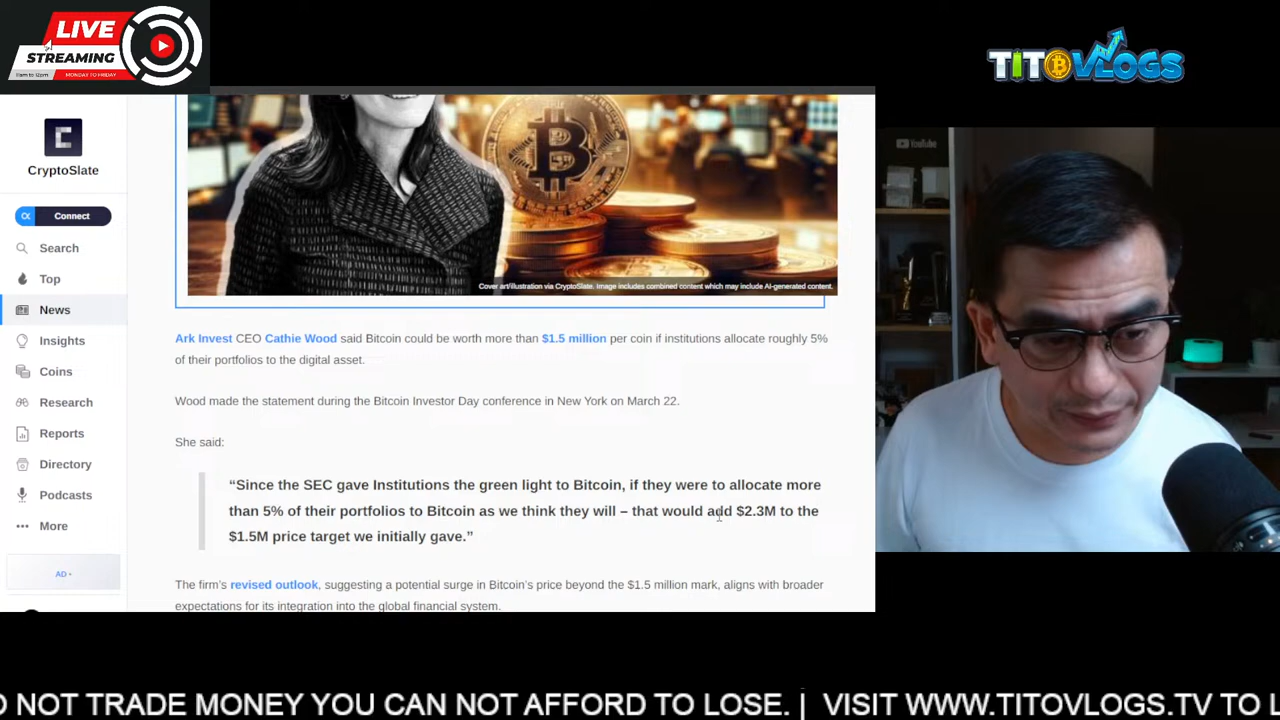 LIVE
STREAMING
11am to 12am MONDAY TO FRIDAY
TITOVLOGS
YouTube
CryptoSlate
Connect
Search
Top
News
Insights
Coins
Research
Reports
Directory
Podcasts
More
AD
Cover art/illustration via CryptoSlate. Image includes combined content which may include AI-generated content.
Ark Invest CEO Cathie Wood said Bitcoin could be worth more than $1.5 million per coin if institutions allocate roughly 5%
of their portfolios to the digital asset.
Wood made the statement during the Bitcoin Investor Day conference in New York on March 22.
She said:
“Since the SEC gave Institutions the green light to Bitcoin, if they were to allocate more
than 5% of their portfolios to Bitcoin as we think they will – that would add $2.3M to the
$1.5M price target we initially gave.”
The firm’s revised outlook, suggesting a potential surge in Bitcoin’s price beyond the $1.5 million mark, aligns with broader
expectations for its integration into the global financial system.
O NOT TRADE MONEY YOU CAN NOT AFFORD TO LOSE. | VISIT WWW.TITOVLOGS.TV TO L